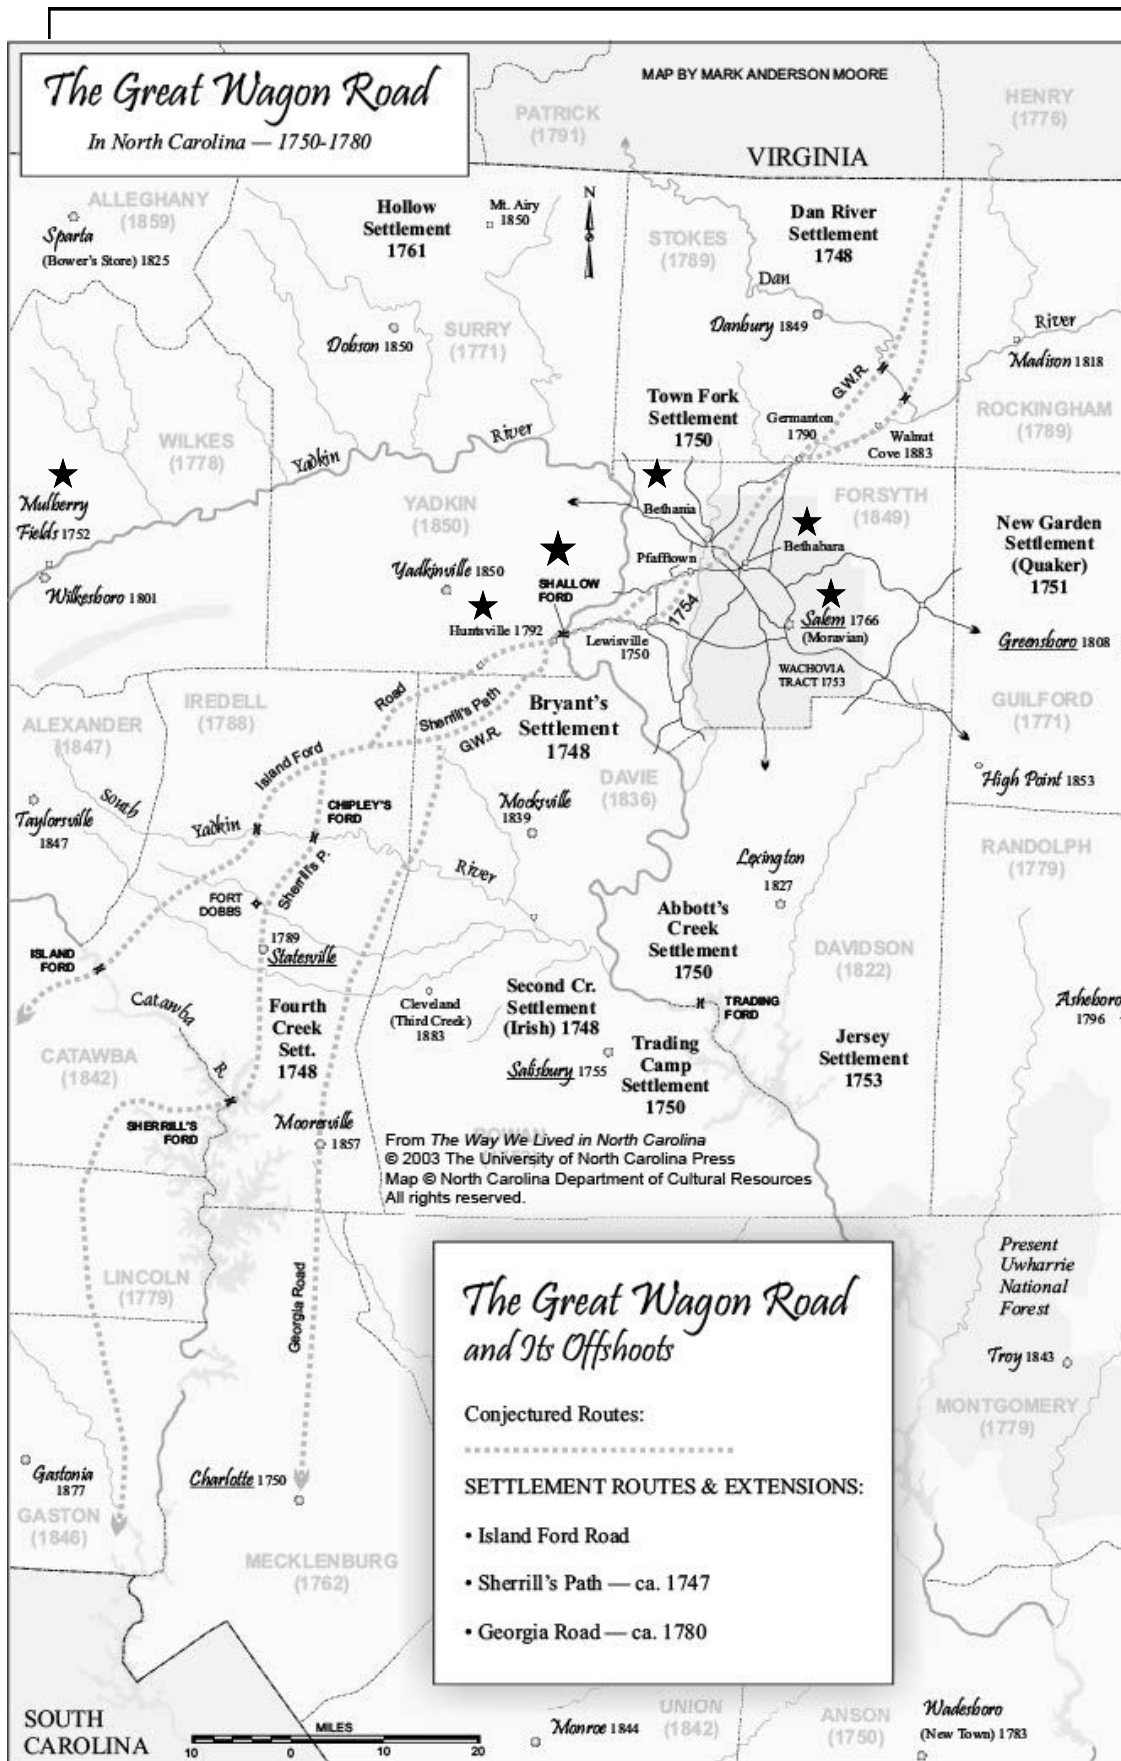 The Great Wagon Road
In North Carolina — 1750-1780
MAP BY MARK ANDERSON MOORE
PATRICK
(1791)
HENRY
(1776)
VIRGINIA
ALLEGHANY
(1859)
Sparta
(Bower's Store) 1825
Hollow
Settlement
1761
Mt. Airy
1850
N
STOKES
(1789)
Dan River
Settlement
1748
Dan
Danbury 1849
River
Madison 1818
Dobson 1850
SURRY
(1771)
G.W.R.
Town Fork
Settlement
1750
Germanton
1790
Walnut
Cove 1883
ROCKINGHAM
(1789)
WILKES
(1778)
Yadkin
River
Mulberry
Fields 1752
Wilkesboro 1801
YADKIN
(1850)
Yadkinville 1850
SHALLOW
FORD
Huntsville 1792
Bethania
Pfafftown
Bethabara
FORSYTH
(1849)
New Garden
Settlement
(Quaker)
1751
1754
Lewisville
1750
Salem 1766
(Moravian)
WACHOVIA
TRACT 1753
Greensboro 1808
GUILFORD
(1771)
High Point 1853
IREDELL
(1788)
ALEXANDER
(1847)
Road
Sherrill's Path
G.W.R.
Island Ford
Bryant's
Settlement
1748
DAVIE
(1836)
Taylorsville
1847
South
Yadkin
River
CHIPLEY'S
FORD
Mocksville
1839
Sherrill's P.
FORT
DOBBS
1789
Statesville
Lexington
1827
RANDOLPH
(1779)
Abbott's
Creek
Settlement
1750
DAVIDSON
(1822)
ISLAND
FORD
Catawba
R.
Fourth
Creek
Sett.
1748
Cleveland
(Third Creek)
1883
Second Cr.
Settlement
(Irish) 1748
Salisbury 1755
TRADING
FORD
Trading
Camp
Settlement
1750
Jersey
Settlement
1753
Asheboro
1796
CATAWBA
(1842)
SHERRILL'S
FORD
Mooresville
1857
ROWAN
From The Way We Lived in North Carolina
© 2003 The University of North Carolina Press
Map © North Carolina Department of Cultural Resources
All rights reserved.
LINCOLN
(1779)
Georgia Road
Present
Uwharrie
National
Forest
Troy 1843
MONTGOMERY
(1779)
Gastonia
1877
GASTON
(1846)
Charlotte 1750
MECKLENBURG
(1762)
The Great Wagon Road
and Its Offshoots
Conjectured Routes:
SETTLEMENT ROUTES & EXTENSIONS:
• Island Ford Road
• Sherrill's Path — ca. 1747
• Georgia Road — ca. 1780
SOUTH
CAROLINA
MILES
10 0 10 20
Monroe 1844
UNION
(1842)
ANSON
(1750)
Wadesboro
(New Town) 1783